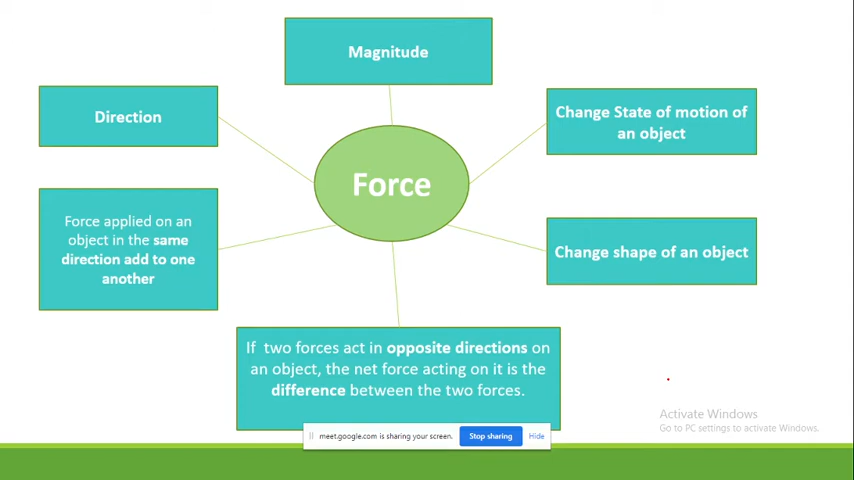 Magnitude
Direction
Change State of motion of
an object
Force
Force applied on an
object in the same
direction add to one
another
Change shape of an object
If two forces act in opposite directions on
an object, the net force acting on it is the
difference between the two forces.
Activate Windows
Go to PC settings to activate Windows.
meet.google.com is sharing your screen.
Stop sharing
Hide